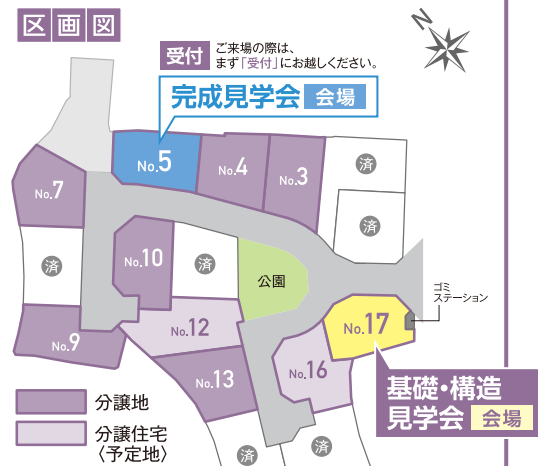 区画図
N
受付
ご来場の際は、
まず「受付」にお越しください。
完成見学会 会場
No.5
No.4
No.3
済
No.7
済
No.10
済
済
公園
ゴミ
ステーション
No.12
No.17
No.9
No.13
No.16
基礎・構造
見学会 会場
分譲地
分譲住宅
〈予定地〉
済
済